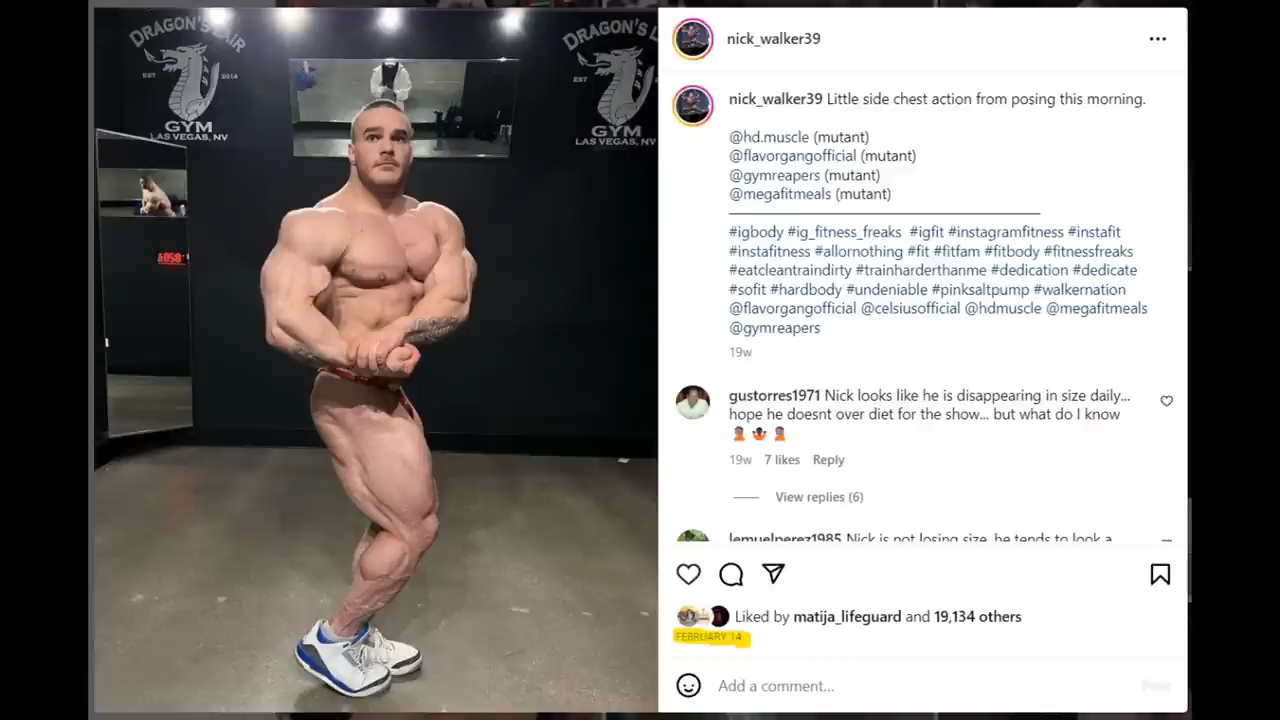 DRAGON'S LAIR
EST 2014
GYM
LAS VEGAS, NV
DRAGON'S L
EST
GYM
LAS VEGAS, NV
nick_walker39
nick_walker39 Little side chest action from posing this morning.
@hd.muscle (mutant)
@flavorgangofficial (mutant)
@gymreapers (mutant)
@megafitmeals (mutant)
#igbody #ig_fitness_freaks #igfit #instagramfitness #instafit
#instafitness #allornothing #fit #fitfam #fitbody #fitnessfreaks
#eatcleantraindirty #trainharderthanme #dedication #dedicate
#sofit #hardbody #undeniable #pinksaltpump #walkernation
@flavorgangofficial @celsiusofficial @hdmuscle @megafitmeals
@gymreapers
19w
gustorres1971 Nick looks like he is disappearing in size daily...
hope he doesnt over diet for the show... but what do I know
19w 7 likes Reply
View replies (6)
lemuelperez1985 Nick is not losing size, he tends to look a
Liked by matija_lifeguard and 19,134 others
FEBRUARY 14
Add a comment...
Post